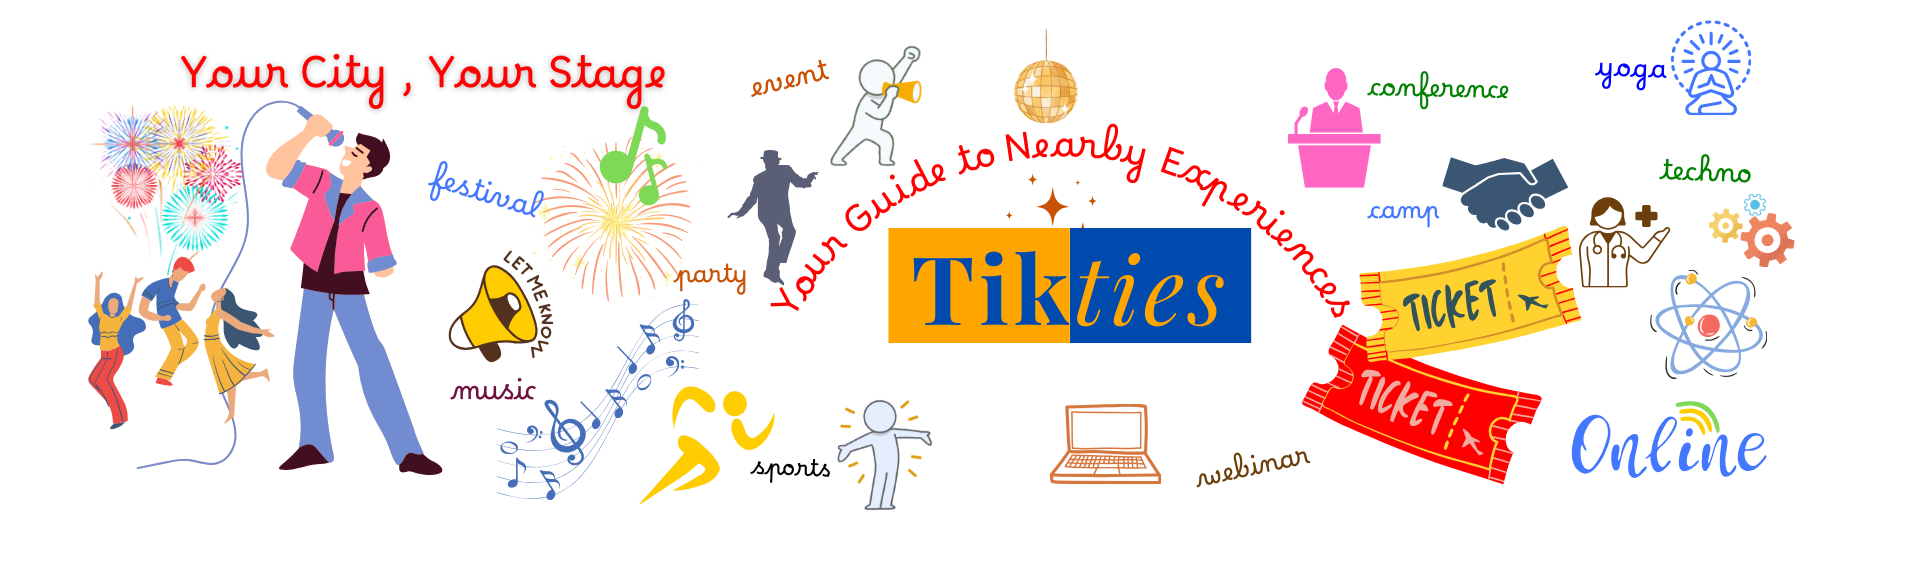 Your City , Your Stage
event
festival
party
LET ME KNOW
music
sports
Your Guide to Nearby Experiences
Tikties
webinar
conference
camp
yoga
techno
TICKET
TICKET
Online